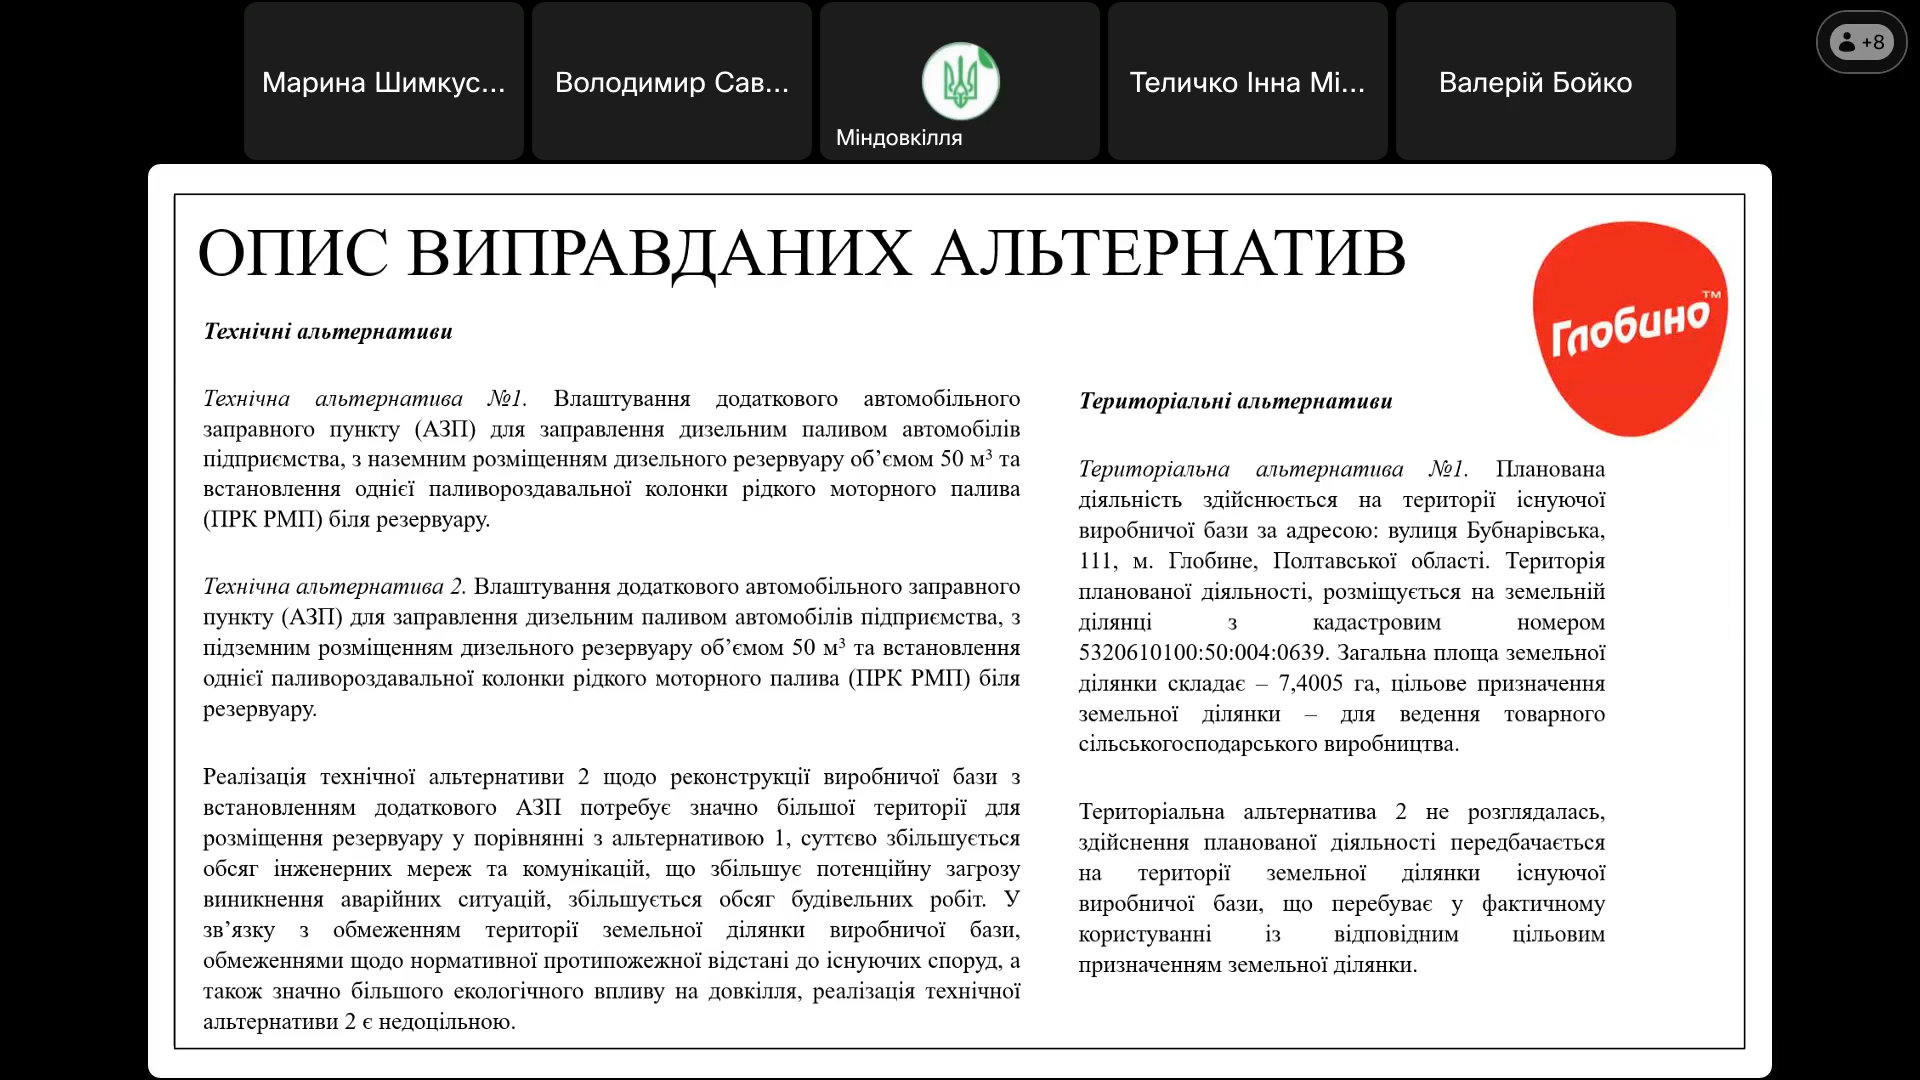 Марина Шимкус...
Володимир Сав...
Міндовкілля
Теличко Інна Мі...
Валерій Бойко
+8
ОПИС ВИПРАВДАНИХ АЛЬТЕРНАТИВ
Глобино™
Технічні альтернативи
Технічна альтернатива №1. Влаштування додаткового автомобільного
заправного пункту (АЗП) для заправлення дизельним паливом автомобілів
підприємства, з наземним розміщенням дизельного резервуару об’ємом 50 м³ та
встановлення однієї паливороздавальної колонки рідкого моторного палива
(ПРК РМП) біля резервуару.
Технічна альтернатива 2. Влаштування додаткового автомобільного заправного
пункту (АЗП) для заправлення дизельним паливом автомобілів підприємства, з
підземним розміщенням дизельного резервуару об’ємом 50 м³ та встановлення
однієї паливороздавальної колонки рідкого моторного палива (ПРК РМП) біля
резервуару.
Реалізація технічної альтернативи 2 щодо реконструкції виробничої бази з
встановленням додаткового АЗП потребує значно більшої території для
розміщення резервуару у порівнянні з альтернативою 1, суттєво збільшується
обсяг інженерних мереж та комунікацій, що збільшує потенційну загрозу
виникнення аварійних ситуацій, збільшується обсяг будівельних робіт. У
зв’язку з обмеженням території земельної ділянки виробничої бази,
обмеженнями щодо нормативної протипожежної відстані до існуючих споруд, а
також значно більшого екологічного впливу на довкілля, реалізація технічної
альтернативи 2 є недоцільною.
Територіальні альтернативи
Територіальна альтернатива №1. Планована
діяльність здійснюється на території існуючої
виробничої бази за адресою: вулиця Бубнарівська,
111, м. Глобине, Полтавської області. Територія
планованої діяльності, розміщується на земельній
ділянці з кадастровим номером
5320610100:50:004:0639. Загальна площа земельної
ділянки складає – 7,4005 га, цільове призначення
земельної ділянки – для ведення товарного
сільськогосподарського виробництва.
Територіальна альтернатива 2 не розглядалась,
здійснення планованої діяльності передбачається
на території земельної ділянки існуючої
виробничої бази, що перебуває у фактичному
користуванні із відповідним цільовим
призначенням земельної ділянки.